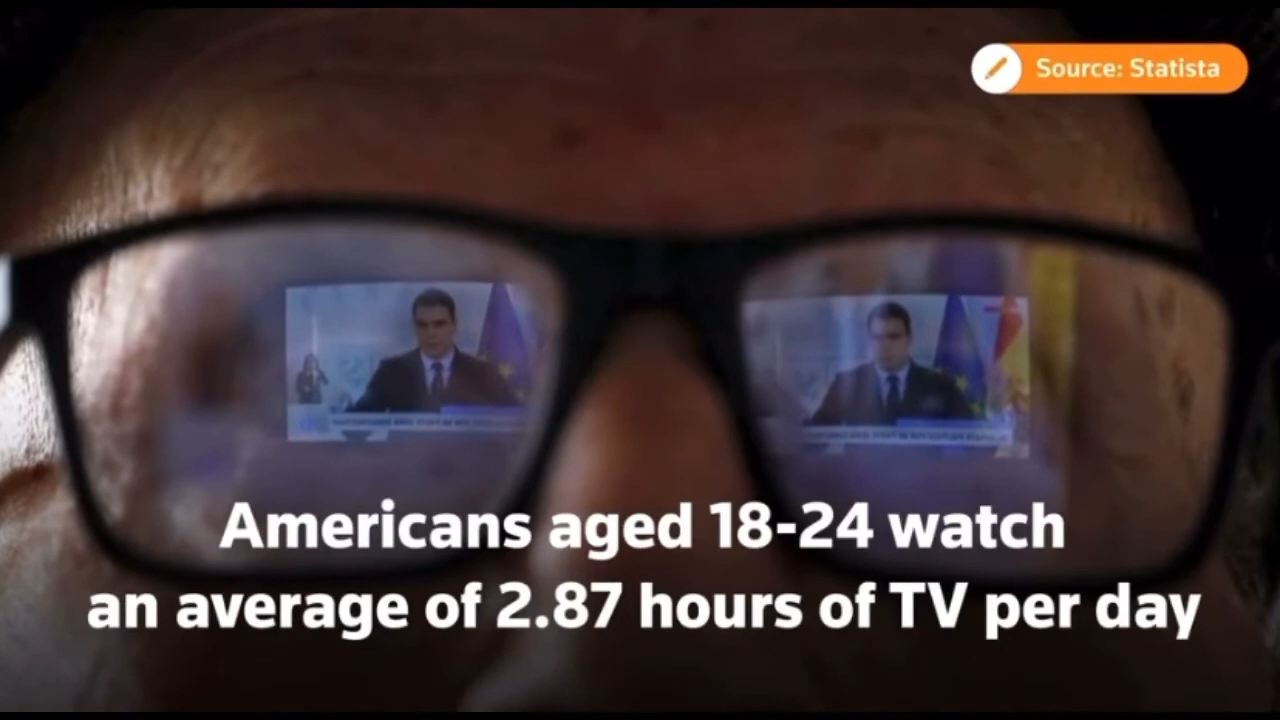 Source: Statista
Americans aged 18-24 watch
an average of 2.87 hours of TV per day